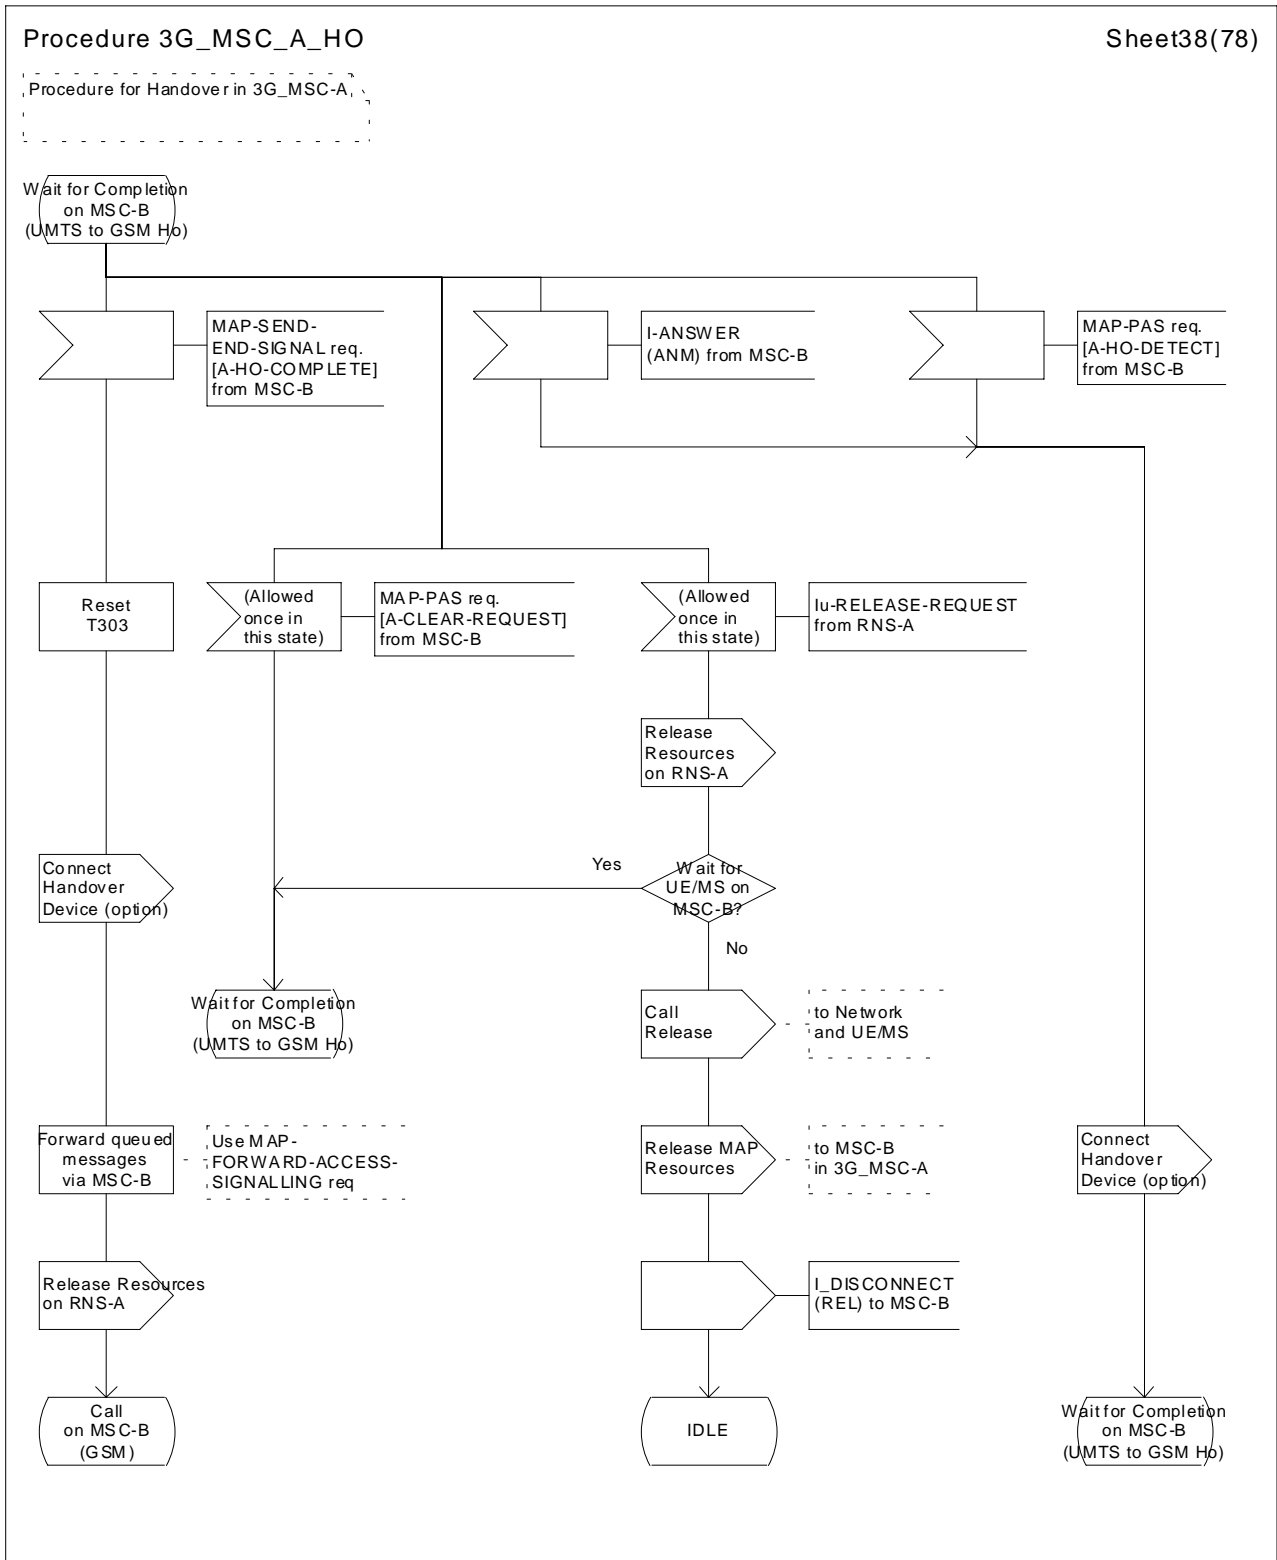 Procedure 3G_MSC_A_HO
Sheet38(78)
Procedure for Handover in 3G_MSC-A
Wait for Completion
on MSC-B
(UMTS to GSM Ho)
MAP-SEND-
END-SIGNAL req.
[A-HO-COMPLETE]
from MSC-B
I-ANSWER
(ANM) from MSC-B
MAP-PAS req.
[A-HO-DETECT]
from MSC-B
Reset
T303
(Allowed
once in
this state)
MAP-PAS req.
[A-CLEAR-REQUEST]
from MSC-B
(Allowed
once in
this state)
Iu-RELEASE-REQUEST
from RNS-A
Release
Resources
on RNS-A
Connect
Handover
Device (option)
Yes
Wait for
UE/MS on
MSC-B?
No
Wait for Completion
on MSC-B
(UMTS to GSM Ho)
Call
Release
to Network
and UE/MS
Forward queued
messages
via MSC-B
Use MAP-
FORWARD-ACCESS-
SIGNALLING req
Release MAP
Resources
to MSC-B
in 3G_MSC-A
Connect
Handover
Device (option)
Release Resources
on RNS-A
I_DISCONNECT
(REL) to MSC-B
Call
on MSC-B
(GSM)
IDLE
Wait for Completion
on MSC-B
(UMTS to GSM Ho)